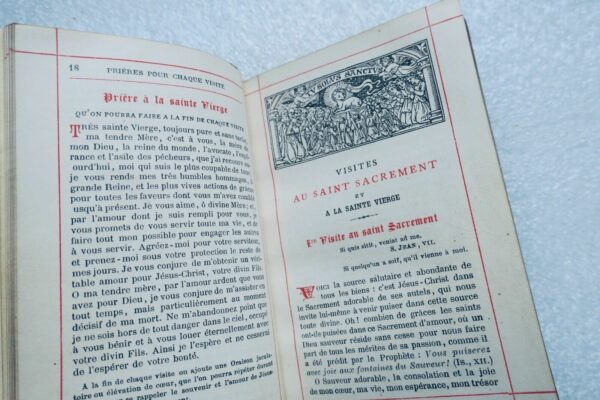 18
PRIÈRES POUR CHAQUE VISITE
Prière à la sainte Vierge
QU'ON POURRA FAIRE A LA FIN DE CHAQUE VISITE
TRÈS sainte Vierge, toujours pure et sans tache,
ma tendre Mère, c'est à vous, la mère de
mon Dieu, la reine du monde, l'avocate, l'espé-
rance et l'asile des pécheurs, que j'ai recours
aujourd'hui, moi qui suis le plus coupable de tous.
je vous rends mes très humbles hommages,
grande Reine, et les plus vives actions de grâces
pour toutes les faveurs dont vous m'avez comblé
jusqu'à présent. Je vous aime, ô divine Mère; et
par l'amour dont je suis rempli pour vous, je
promets de vous servir toute ma vie, et de
faire tout mon possible pour engager les autres
à vous servir. Agréez-moi pour votre serviteur,
et prenez-moi sous votre protection le reste de
mes jours. Je vous conjure de m'obtenir un véri-
table amour pour Jésus-Christ, votre divin Fils.
O ma tendre mère, par l'amour ardent que vous
avez pour Dieu, je vous conjure de m'assister en
tout temps, mais particulièrement au moment
décisif de ma mort. Ne m'abandonnez point que
je ne sois hors de tout danger dans le ciel, occupé
à vous bénir et à vous louer éternellement avec
votre divin Fils. Ainsi je l'espère et ne cesserai
de l'espérer de votre bonté.
A la fin de chaque visite on ajoute une Oraison jacula-
toire ou élévation de cœur, que l'on pourra répéter durant
le souvenir et l'amour de Jésus-
SANCTVS
VISITES
AU SAINT SACREMENT
ET
A LA SAINTE VIERGE
Ire Visite au saint Sacrement
Si quis sitit, veniat ad me.
S. JEAN, VII.
Si quelqu'un a soif, qu'il vienne à moi.
VOICI la source salutaire et abondante de
tous les biens : c'est Jésus-Christ dans
le Sacrement adorable de ses autels, qui nous
invite lui-même à venir puiser dans cette source
toute divine. Oh! combien de grâces les saints
ont-ils puisées dans ce Sacrement d'amour, où un
Dieu sauveur réside sans cesse pour nous faire
part de tous les mérites de sa passion, comme il
a été prédit par le Prophète : Vous puiserez
avec joie aux fontaines du Sauveur! (Is., XII.)
O Sauveur adorable, la consolation et la joie
de mon cœur, ma vie, mon espérance, mon trésor